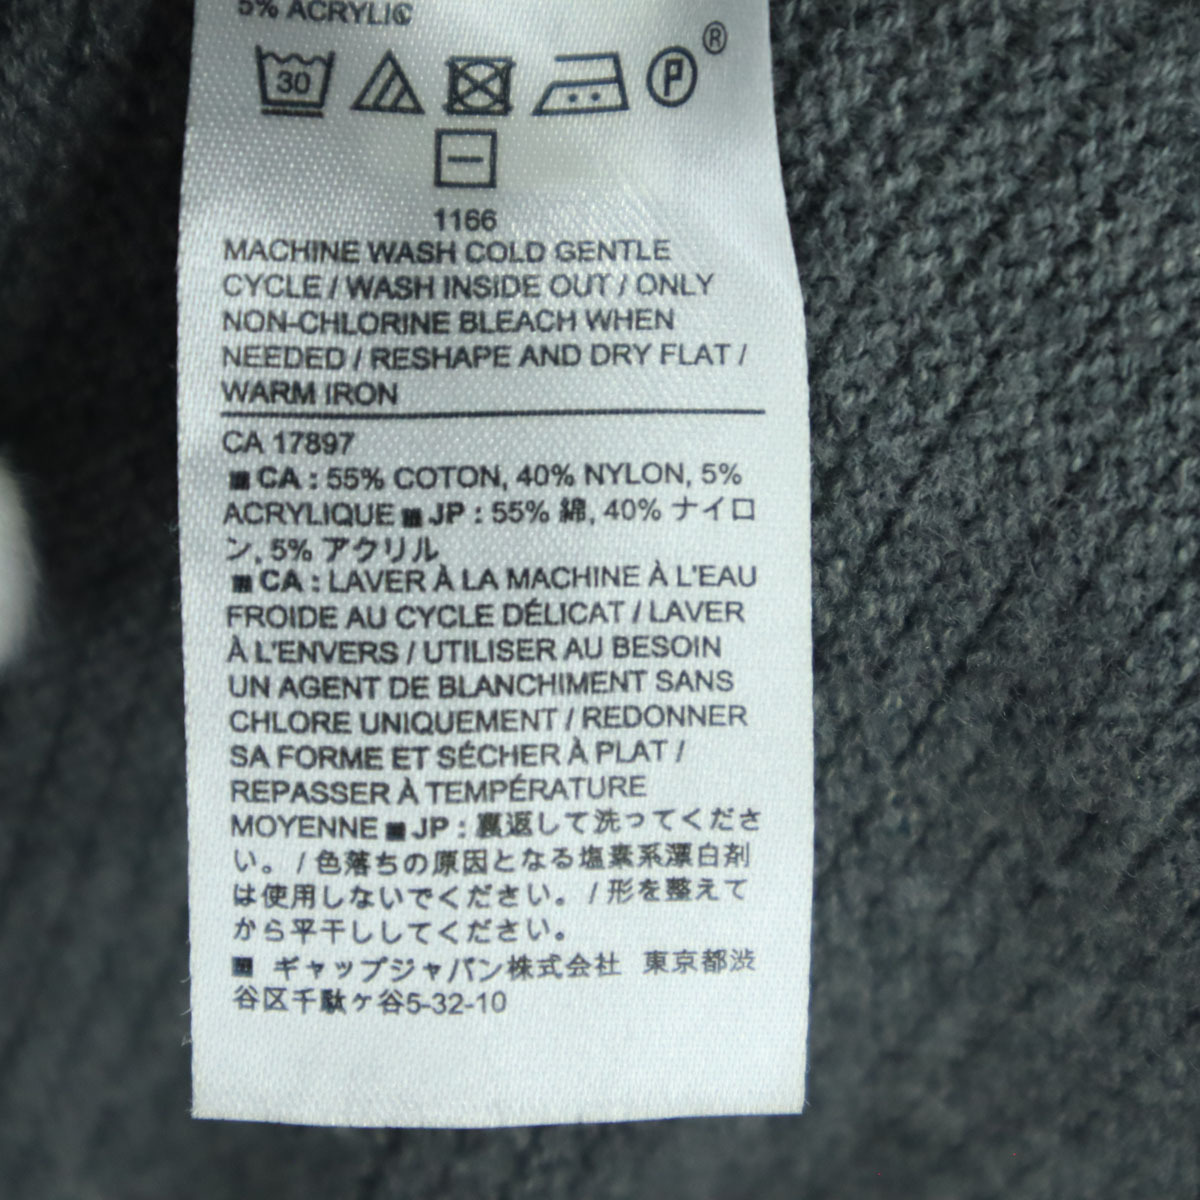 5% ACRYLIC
30
P ®
1166
MACHINE WASH COLD GENTLE
CYCLE / WASH INSIDE OUT / ONLY
NON-CHLORINE BLEACH WHEN
NEEDED / RESHAPE AND DRY FLAT /
WARM IRON
CA 17897
■ CA : 55% COTON, 40% NYLON, 5%
ACRYLIQUE ■ JP : 55% 綿, 40% ナイロ
ン, 5% アクリル
■ CA : LAVER À LA MACHINE À L'EAU
FROIDE AU CYCLE DÉLICAT / LAVER
À L'ENVERS / UTILISER AU BESOIN
UN AGENT DE BLANCHIMENT SANS
CHLORE UNIQUEMENT / REDONNER
SA FORME ET SÉCHER À PLAT /
REPASSER À TEMPÉRATURE
MOYENNE ■ JP : 裏返して洗ってくださ
い。 / 色落ちの原因となる塩素系漂白剤
は使用しないでください。 / 形を整えて
から平干ししてください。
■ ギャップジャパン株式会社 東京都渋
谷区千駄ヶ谷5-32-10